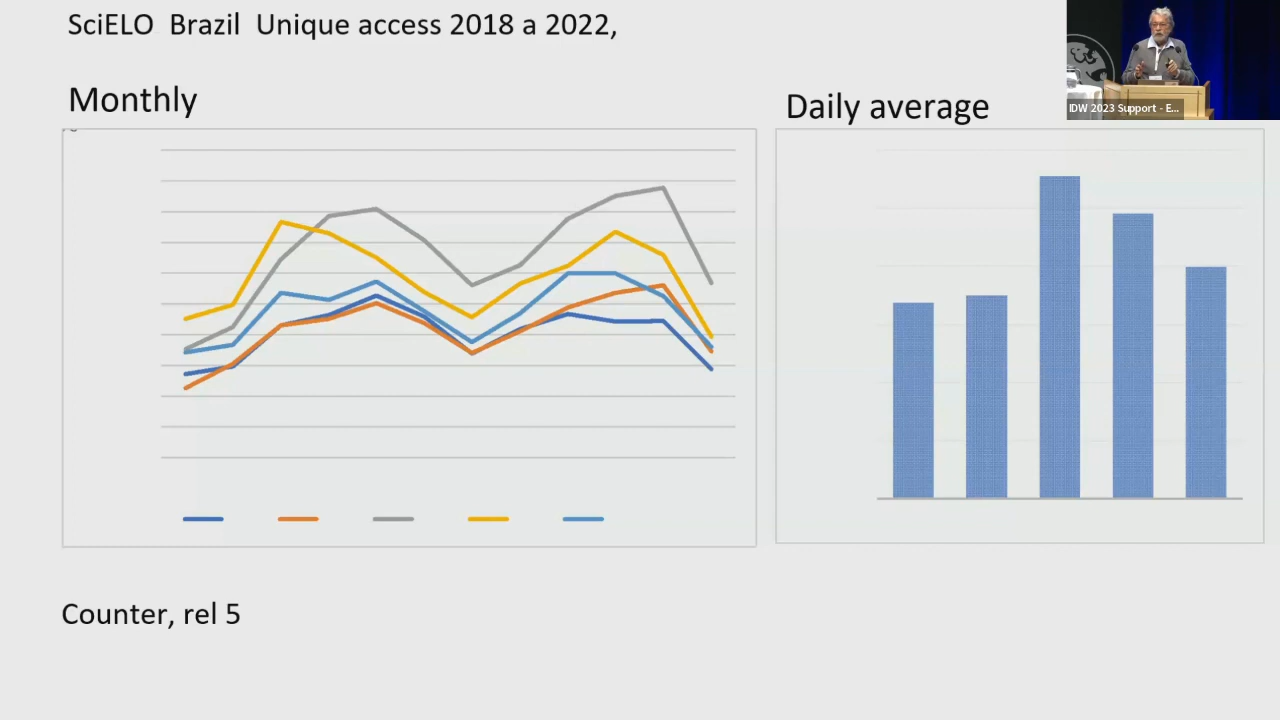 SciELO Brazil Unique access 2018 a 2022,
Monthly
Daily average
IDW 2023 Support - E...
Counter, rel 5